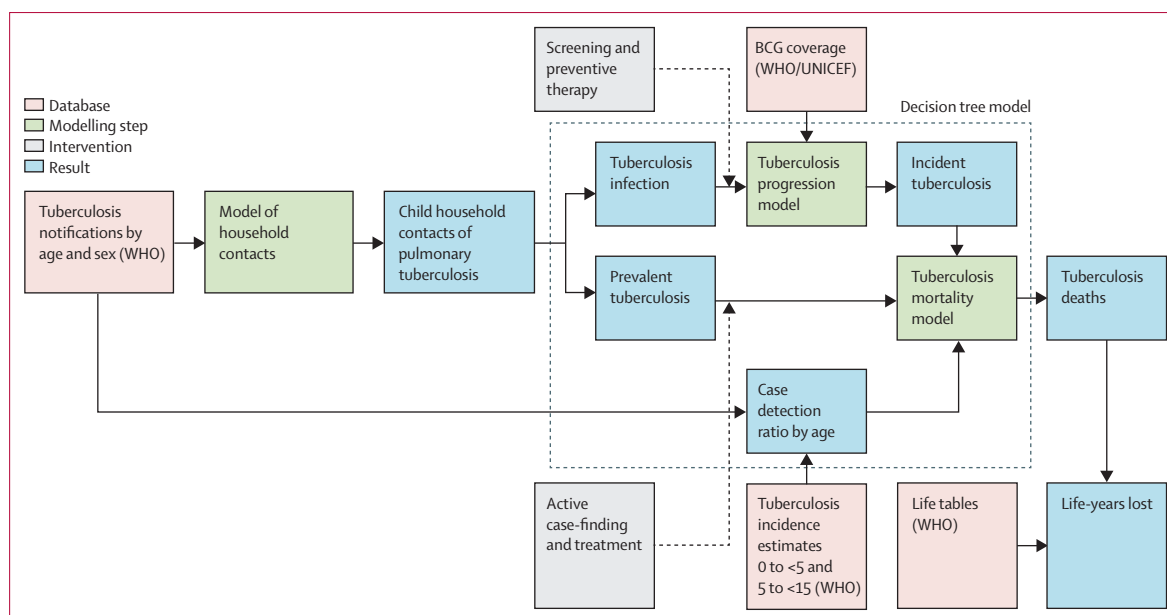 Screening and
preventive
therapy
BCG coverage
(WHO/UNICEF)
Decision tree model
Database
Modelling step
Intervention
Result
Tuberculosis
infection
Tuberculosis
progression
model
Incident
tuberculosis
Tuberculosis
notifications by
age and sex (WHO)
Model of
household
contacts
Child household
contacts of
pulmonary
tuberculosis
Prevalent
tuberculosis
Tuberculosis
mortality
model
Tuberculosis
deaths
Case
detection
ratio by age
Active
case-finding
and treatment
Tuberculosis
incidence
estimates
0 to <5 and
5 to <15 (WHO)
Life tables
(WHO)
Life-years lost